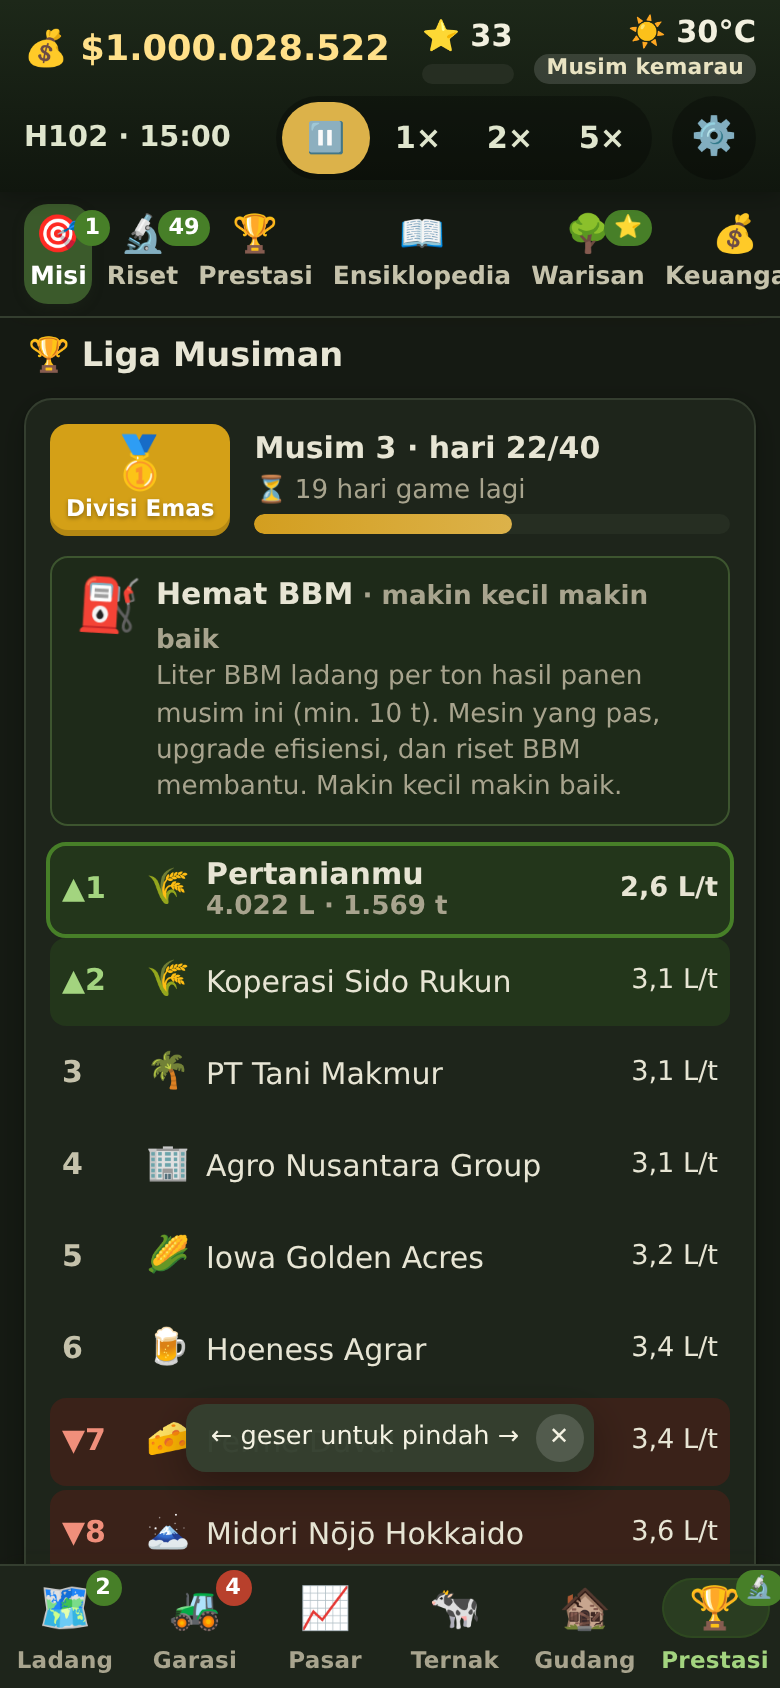 $1.000.028.522
33
30°C
Musim kemarau
H102 · 15:00
1×
2×
5×
1
49
Misi
Riset
Prestasi
Ensiklopedia
Warisan
Keuanga
Liga Musiman
Divisi Emas
Musim 3 · hari 22/40
19 hari game lagi
Hemat BBM · makin kecil makin
baik
Liter BBM ladang per ton hasil panen
musim ini (min. 10 t). Mesin yang pas,
upgrade efisiensi, dan riset BBM
membantu. Makin kecil makin baik.
▲1 Pertanianmu 2,6 L/t
4.022 L · 1.569 t
▲2 Koperasi Sido Rukun 3,1 L/t
3 PT Tani Makmur 3,1 L/t
4 Agro Nusantara Group 3,1 L/t
5 Iowa Golden Acres 3,2 L/t
6 Hoeness Agrar 3,4 L/t
▼7 3,4 L/t
← geser untuk pindah → ✕
▼8 Midori Nōjō Hokkaido 3,6 L/t
2
4
Ladang
Garasi
Pasar
Ternak
Gudang
Prestasi